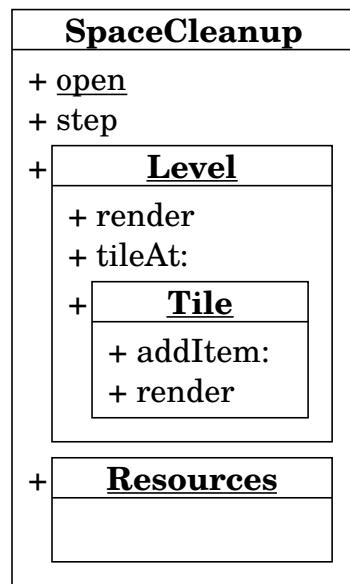 SpaceCleanup
+ open
+ step
+ Level
+ render
+ tileAt:
+ Tile
+ addItem:
+ render
+ Resources